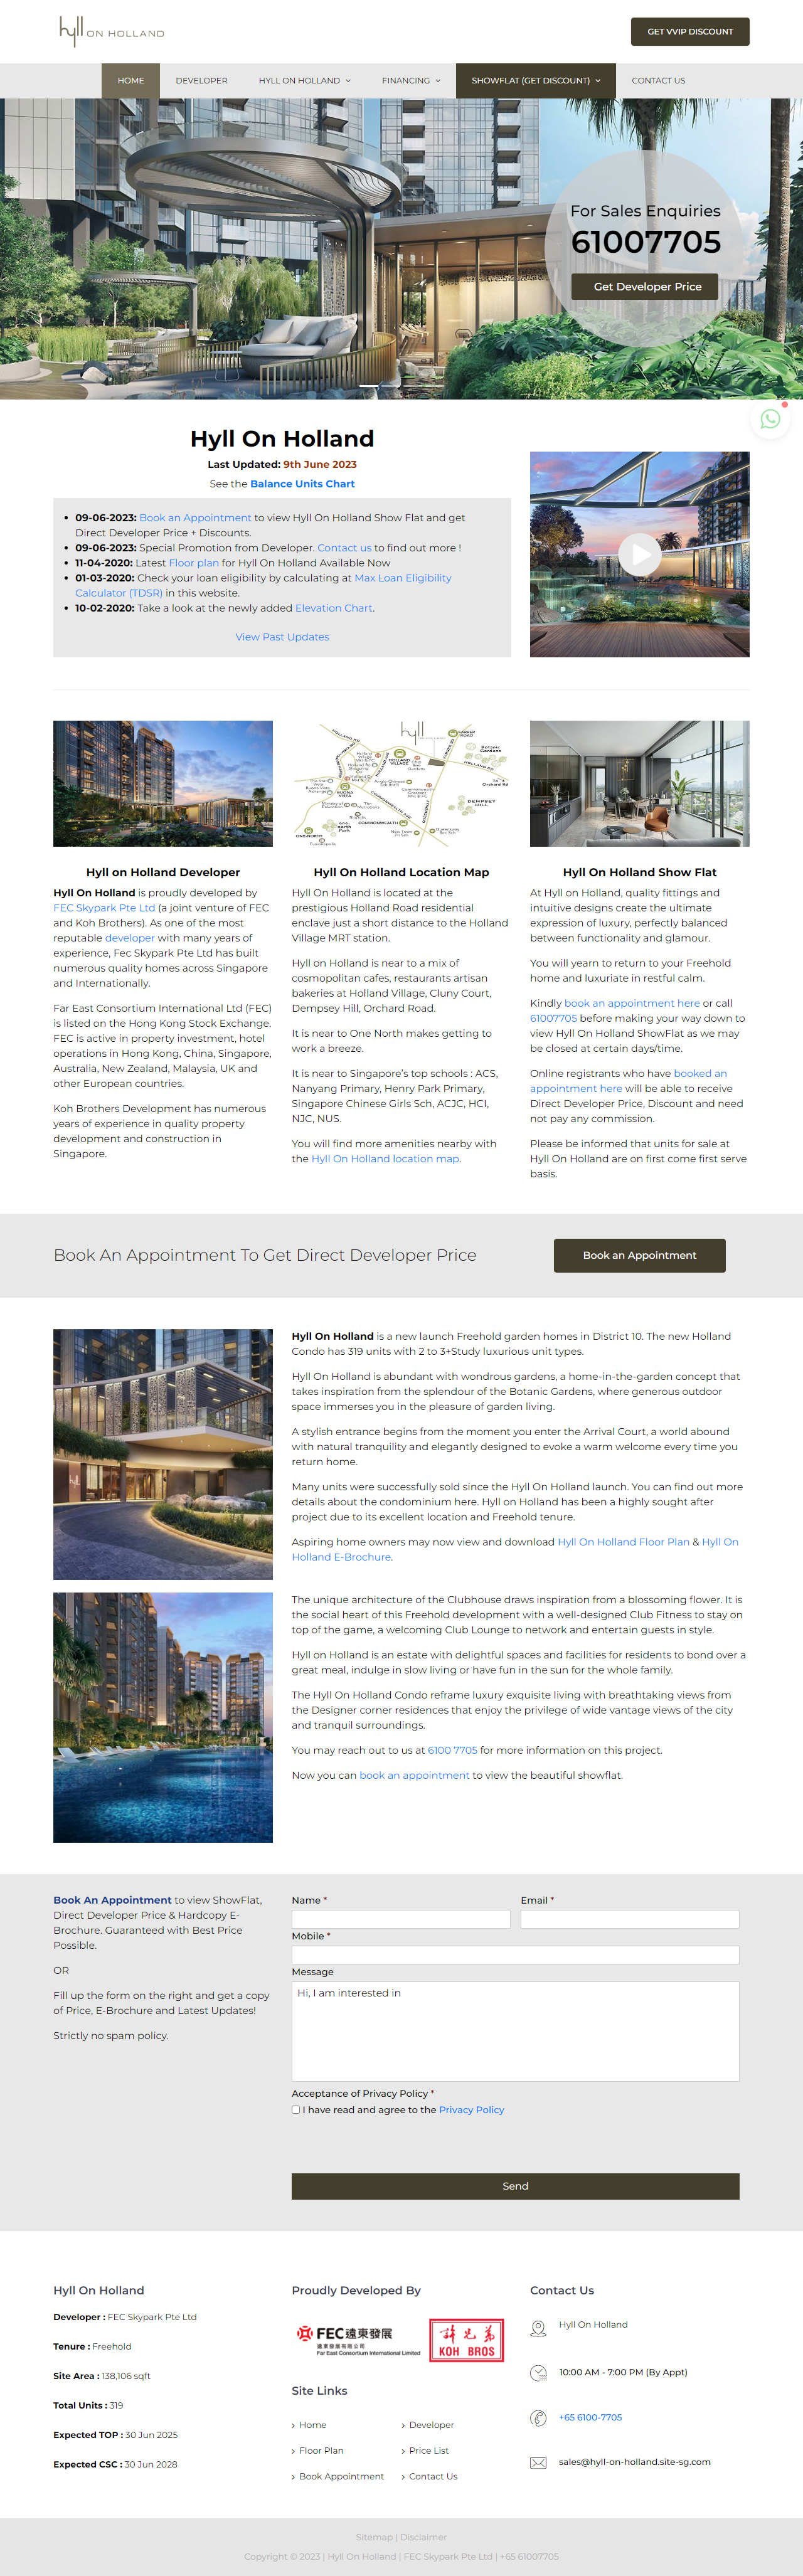 hyll ON HOLLAND
GET VVIP DISCOUNT
HOME
DEVELOPER
HYLL ON HOLLAND
FINANCING
SHOWFLAT (GET DISCOUNT)
CONTACT US
For Sales Enquiries
61007705
Get Developer Price
Hyll On Holland
Last Updated: 9th June 2023
See the Balance Units Chart
09-06-2023: Book an Appointment to view Hyll On Holland Show Flat and get
Direct Developer Price + Discounts.
09-06-2023: Special Promotion from Developer. Contact us to find out more !
11-04-2020: Latest Floor plan for Hyll On Holland Available Now
01-03-2020: Check your loan eligibility by calculating at Max Loan Eligibility
Calculator (TDSR) in this website.
10-02-2020: Take a look at the newly added Elevation Chart.
View Past Updates
hyll
HOLLAND RD
FARRER ROAD
Botanic Gardens
HOLLAND VILLAGE
BUONA VISTA
To Orchard Rd
DEMPSEY HILL
COMMONWEALTH
ONE-NORTH
Hyll on Holland Developer
Hyll On Holland is proudly developed by
FEC Skypark Pte Ltd (a joint venture of FEC
and Koh Brothers). As one of the most
reputable developer with many years of
experience, Fec Skypark Pte Ltd has built
numerous quality homes across Singapore
and Internationally.
Far East Consortium International Ltd (FEC)
is listed on the Hong Kong Stock Exchange.
FEC is active in property investment, hotel
operations in Hong Kong, China, Singapore,
Australia, New Zealand, Malaysia, UK and
other European countries.
Koh Brothers Development has numerous
years of experience in quality property
development and construction in
Singapore.
Hyll On Holland Location Map
Hyll On Holland is located at the
prestigious Holland Road residential
enclave just a short distance to the Holland
Village MRT station.
Hyll on Holland is near to a mix of
cosmopolitan cafes, restaurants artisan
bakeries at Holland Village, Cluny Court,
Dempsey Hill, Orchard Road.
It is near to One North makes getting to
work a breeze.
It is near to Singapore's top schools : ACS,
Nanyang Primary, Henry Park Primary,
Singapore Chinese Girls Sch, ACJC, HCI,
NJC, NUS.
You will find more amenities nearby with
the Hyll On Holland location map.
Hyll On Holland Show Flat
At Hyll on Holland, quality fittings and
intuitive designs create the ultimate
expression of luxury, perfectly balanced
between functionality and glamour.
You will yearn to return to your Freehold
home and luxuriate in restful calm.
Kindly book an appointment here or call
61007705 before making your way down to
view Hyll On Holland ShowFlat as we may
be closed at certain days/time.
Online registrants who have booked an
appointment here will be able to receive
Direct Developer Price, Discount and need
not pay any commission.
Please be informed that units for sale at
Hyll On Holland are on first come first serve
basis.
Book An Appointment To Get Direct Developer Price
Book an Appointment
Hyll On Holland is a new launch Freehold garden homes in District 10. The new Holland
Condo has 319 units with 2 to 3+Study luxurious unit types.
Hyll On Holland is abundant with wondrous gardens, a home-in-the-garden concept that
takes inspiration from the splendour of the Botanic Gardens, where generous outdoor
space immerses you in the pleasure of garden living.
A stylish entrance begins from the moment you enter the Arrival Court, a world abound
with natural tranquility and elegantly designed to evoke a warm welcome every time you
return home.
Many units were successfully sold since the Hyll On Holland launch. You can find out more
details about the condominium here. Hyll on Holland has been a highly sought after
project due to its excellent location and Freehold tenure.
Aspiring home owners may now view and download Hyll On Holland Floor Plan & Hyll On
Holland E-Brochure.
The unique architecture of the Clubhouse draws inspiration from a blossoming flower. It is
the social heart of this Freehold development with a well-designed Club Fitness to stay on
top of the game, a welcoming Club Lounge to network and entertain guests in style.
Hyll on Holland is an estate with delightful spaces and facilities for residents to bond over a
great meal, indulge in slow living or have fun in the sun for the whole family.
The Hyll On Holland Condo reframe luxury exquisite living with breathtaking views from
the Designer corner residences that enjoy the privilege of wide vantage views of the city
and tranquil surroundings.
You may reach out to us at 6100 7705 for more information on this project.
Now you can book an appointment to view the beautiful showflat.
Book An Appointment to view ShowFlat,
Direct Developer Price & Hardcopy E-
Brochure. Guaranteed with Best Price
Possible.
OR
Fill up the form on the right and get a copy
of Price, E-Brochure and Latest Updates!
Strictly no spam policy.
Name *
Email *
Mobile *
Message
Hi, I am interested in
Acceptance of Privacy Policy *
I have read and agree to the Privacy Policy
Send
Hyll On Holland
Developer : FEC Skypark Pte Ltd
Tenure : Freehold
Site Area : 138,106 sqft
Total Units : 319
Expected TOP : 30 Jun 2025
Expected CSC : 30 Jun 2028
Proudly Developed By
FEC 遠東發展
遠東發展有限公司
Far East Consortium International Limited
許兄弟
KOH BROS
Site Links
Home
Developer
Floor Plan
Price List
Book Appointment
Contact Us
Contact Us
Hyll On Holland
10:00 AM - 7:00 PM (By Appt)
+65 6100-7705
sales@hyll-on-holland.site-sg.com
Sitemap | Disclaimer
Copyright © 2023 | Hyll On Holland | FEC Skypark Pte Ltd | +65 61007705